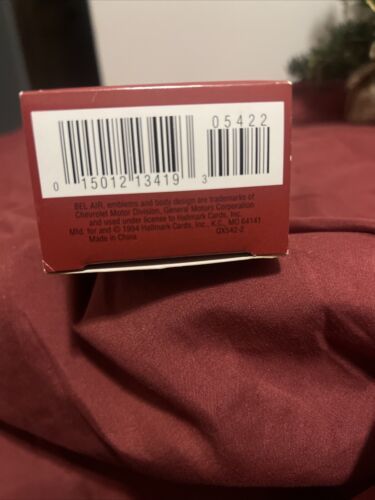 05422
0 15012 13419 3
BEL AIR, emblems and body design are trademarks of
Chevrolet Motor Division, General Motors Corporation
and used under license to Hallmark Cards, Inc.
Mfd. for and © 1994 Hallmark Cards, Inc., K.C., MO 64141
Made in China QX542-2